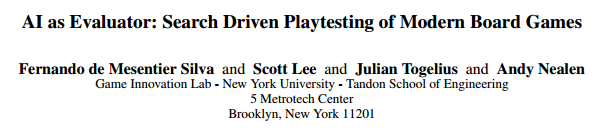 AI as Evaluator: Search Driven Playtesting of Modern Board Games
Fernando de Mesentier Silva and Scott Lee and Julian Togelius and Andy Nealen
Game Innovation Lab - New York University - Tandon School of Engineering
5 Metrotech Center
Brooklyn, New York 11201